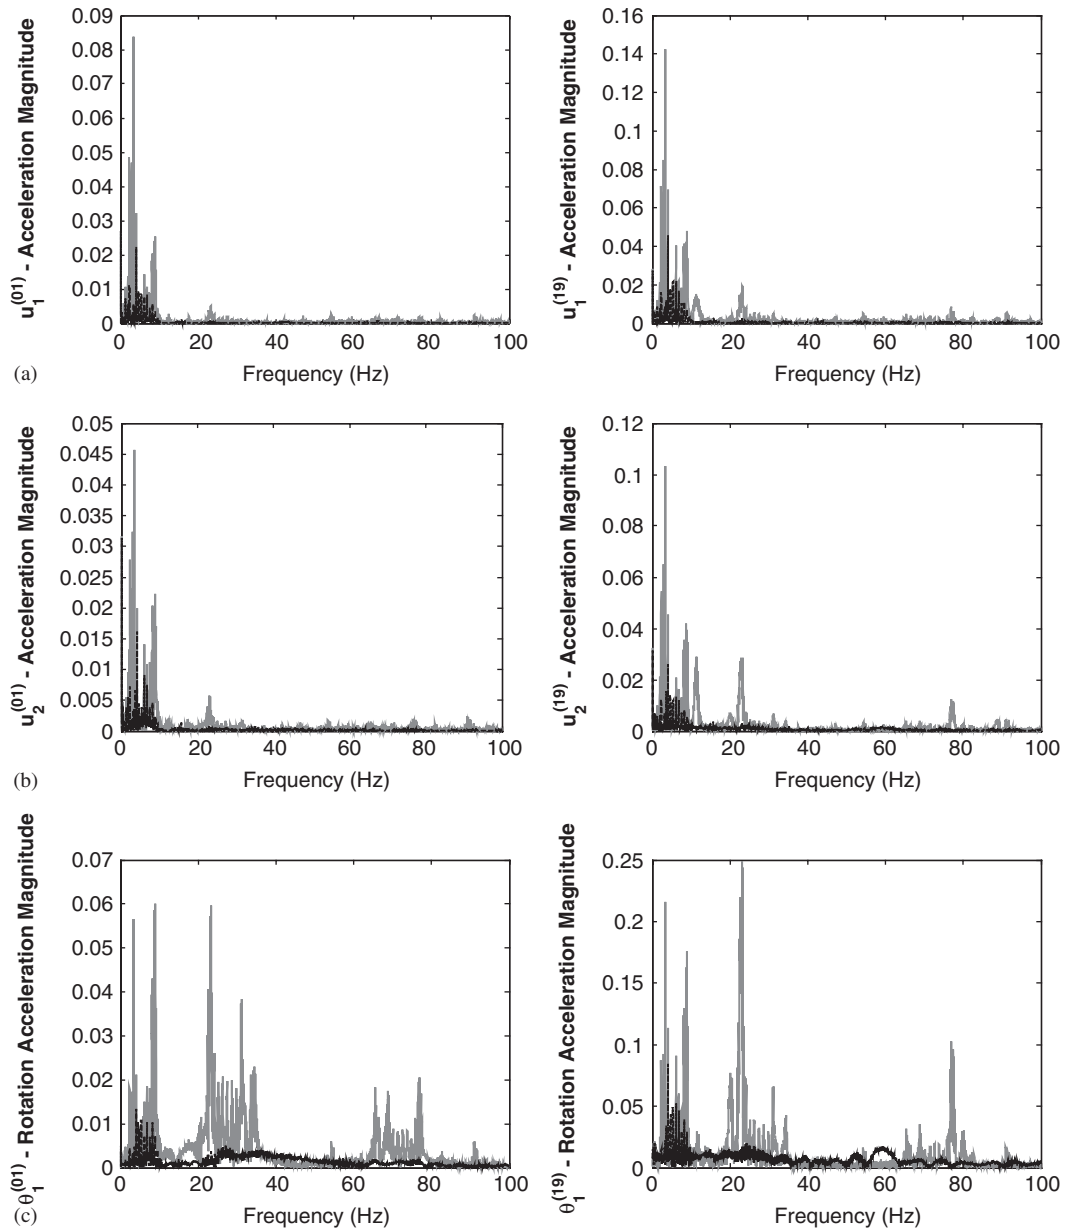 0.09
0.08
0.07
0.06
0.05
0.04
0.03
0.02
0.01
0
u₁⁽⁰¹⁾ - Acceleration Magnitude
0 20 40 60 80 100
Frequency (Hz)
0.16
0.14
0.12
0.1
0.08
0.06
0.04
0.02
0
u₁⁽¹⁹⁾ - Acceleration Magnitude
0 20 40 60 80 100
Frequency (Hz)
(a)
0.05
0.045
0.04
0.035
0.03
0.025
0.02
0.015
0.01
0.005
0
u₂⁽⁰¹⁾ - Acceleration Magnitude
0 20 40 60 80 100
Frequency (Hz)
0.12
0.1
0.08
0.06
0.04
0.02
0
u₂⁽¹⁹⁾ - Acceleration Magnitude
0 20 40 60 80 100
Frequency (Hz)
(b)
0.07
0.06
0.05
0.04
0.03
0.02
0.01
0
θ₁⁽⁰¹⁾ - Rotation Acceleration Magnitude
0 20 40 60 80 100
Frequency (Hz)
0.25
0.2
0.15
0.1
0.05
0
θ₁⁽¹⁹⁾ - Rotation Acceleration Magnitude
0 20 40 60 80 100
Frequency (Hz)
(c)